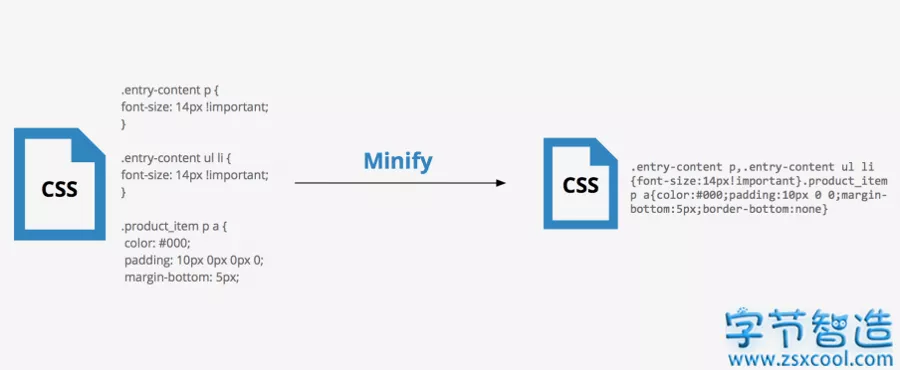 CSS
.entry-content p {
font-size: 14px !important;
}
.entry-content ul li {
font-size: 14px !important;
}
.product_item p a {
color: #000;
padding: 10px 0px 0px 0;
margin-bottom: 5px;
Minify
CSS
.entry-content p,.entry-content ul li
{font-size:14px!important}.product_item
p a{color:#000;padding:10px 0 0;margin-
bottom:5px;border-bottom:none}
字节智造
www.zsxcool.com